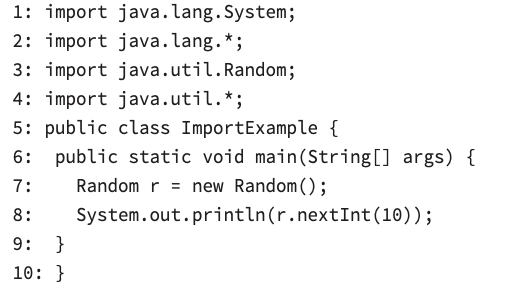 1: import java.lang.System;
2: import java.lang.*;
3: import java.util.Random;
4: import java.util.*;
5: public class ImportExample {
6:  public static void main(String[] args) {
7:    Random r = new Random();
8:    System.out.println(r.nextInt(10));
9:  }
10: }